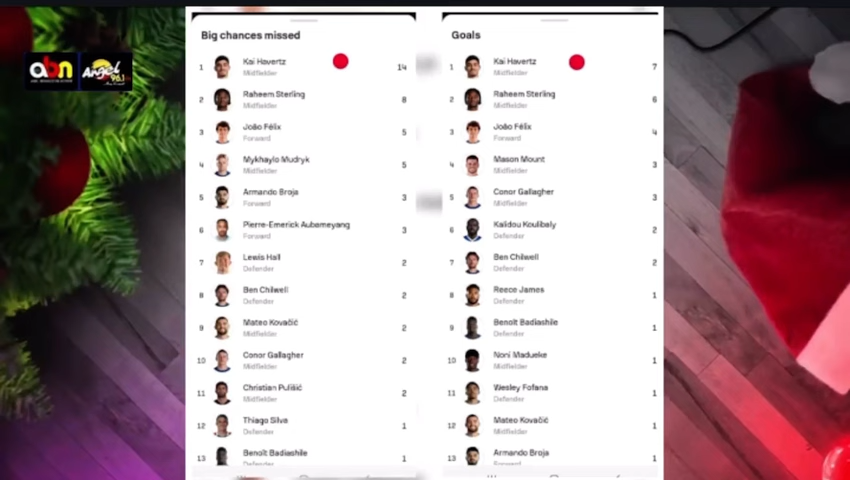 abn
Angel
96.1
Big chances missed
1 Kai Havertz 14
Midfielder
2 Raheem Sterling 8
Midfielder
3 João Félix 5
Forward
4 Mykhaylo Mudryk 5
Midfielder
5 Armando Broja 3
Forward
6 Pierre-Emerick Aubameyang 3
Forward
7 Lewis Hall 2
Defender
8 Ben Chilwell 2
Defender
9 Mateo Kovačić 2
Midfielder
10 Conor Gallagher 2
Midfielder
11 Christian Pulišić 2
Midfielder
12 Thiago Silva 1
Defender
13 Benoît Badiashile 1
Defender
Goals
1 Kai Havertz 7
Midfielder
2 Raheem Sterling 6
Midfielder
3 João Félix 4
Forward
4 Mason Mount 3
Midfielder
5 Conor Gallagher 3
Midfielder
6 Kalidou Koulibaly 2
Defender
7 Ben Chilwell 2
Defender
8 Reece James 1
Defender
9 Benoît Badiashile 1
Defender
10 Noni Madueke 1
Midfielder
11 Wesley Fofana 1
Defender
12 Mateo Kovačić 1
Midfielder
13 Armando Broja 1
Forward